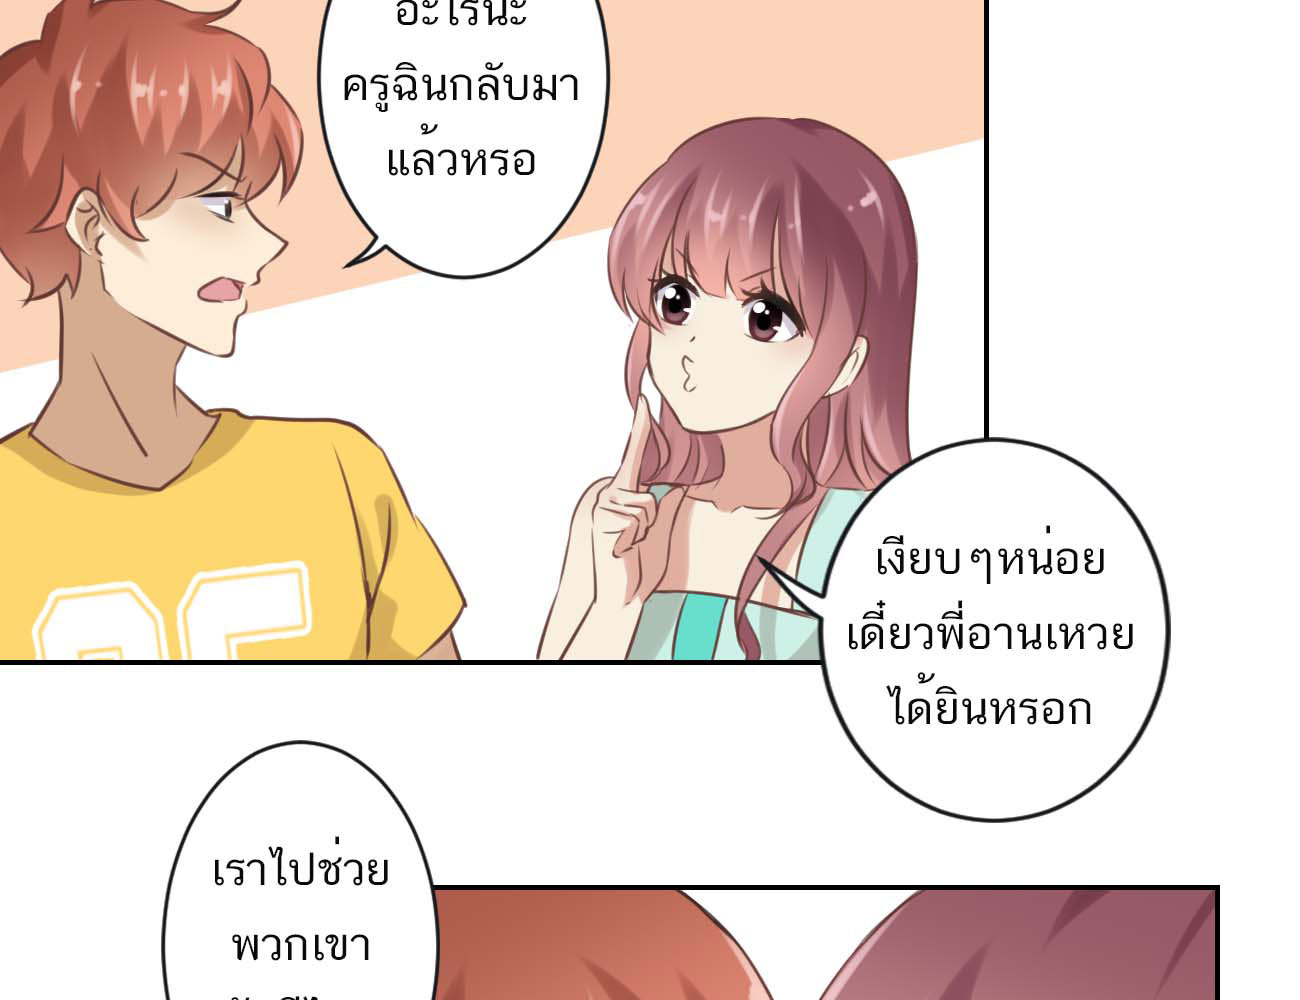 อะไรนะ
ครูฉินกลับมา
แล้วหรอ
เงียบๆหน่อย
เดี๋ยวพี่อานเหวย
ได้ยินหรอก
เราไปช่วย
พวกเขา